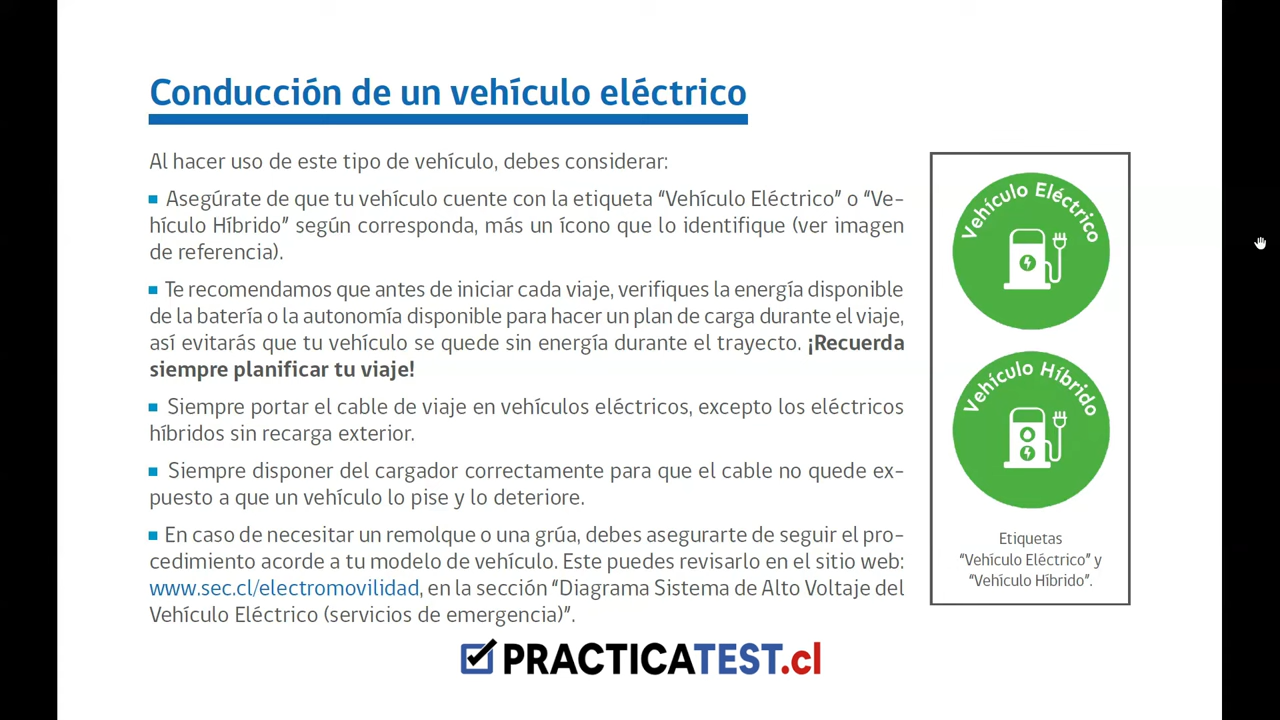 Conducción de un vehículo eléctrico
Al hacer uso de este tipo de vehículo, debes considerar:
▪ Asegúrate de que tu vehículo cuente con la etiqueta “Vehículo Eléctrico” o “Ve-
hículo Híbrido” según corresponda, más un ícono que lo identifique (ver imagen
de referencia).
▪ Te recomendamos que antes de iniciar cada viaje, verifiques la energía disponible
de la batería o la autonomía disponible para hacer un plan de carga durante el viaje,
así evitarás que tu vehículo se quede sin energía durante el trayecto. ¡Recuerda
siempre planificar tu viaje!
▪ Siempre portar el cable de viaje en vehículos eléctricos, excepto los eléctricos
híbridos sin recarga exterior.
▪ Siempre disponer del cargador correctamente para que el cable no quede ex-
puesto a que un vehículo lo pise y lo deteriore.
▪ En caso de necesitar un remolque o una grúa, debes asegurarte de seguir el pro-
cedimiento acorde a tu modelo de vehículo. Este puedes revisarlo en el sitio web:
www.sec.cl/electromovilidad, en la sección “Diagrama Sistema de Alto Voltaje del
Vehículo Eléctrico (servicios de emergencia)”.
Vehículo Eléctrico
Vehículo Híbrido
Etiquetas
“Vehículo Eléctrico” y
“Vehículo Híbrido”.
PRACTICATEST.cl